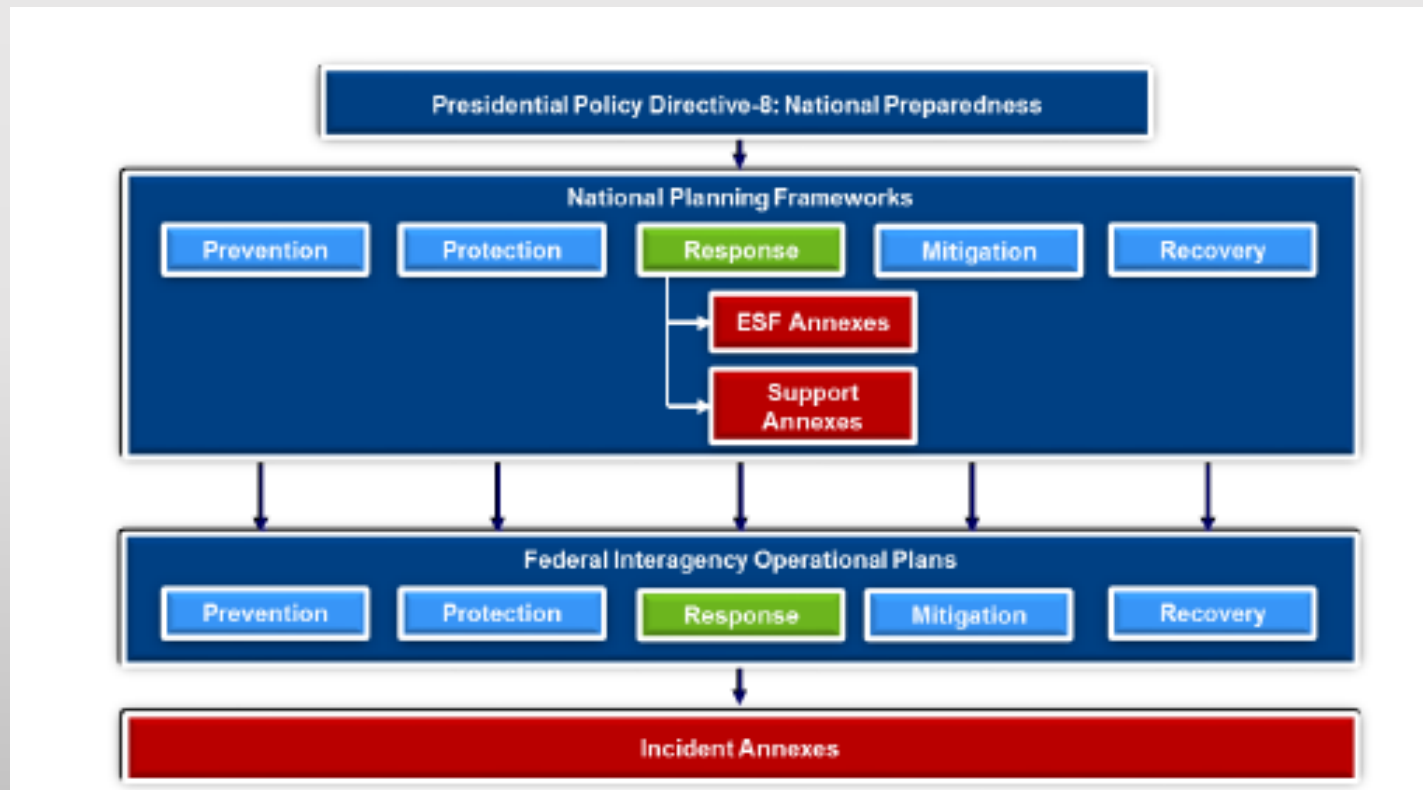 Presidential Policy Directive-8: National Preparedness
National Planning Frameworks
Prevention
Protection
Response
Mitigation
Recovery
ESF Annexes
Support
Annexes
Federal Interagency Operational Plans
Prevention
Protection
Response
Mitigation
Recovery
Incident Annexes